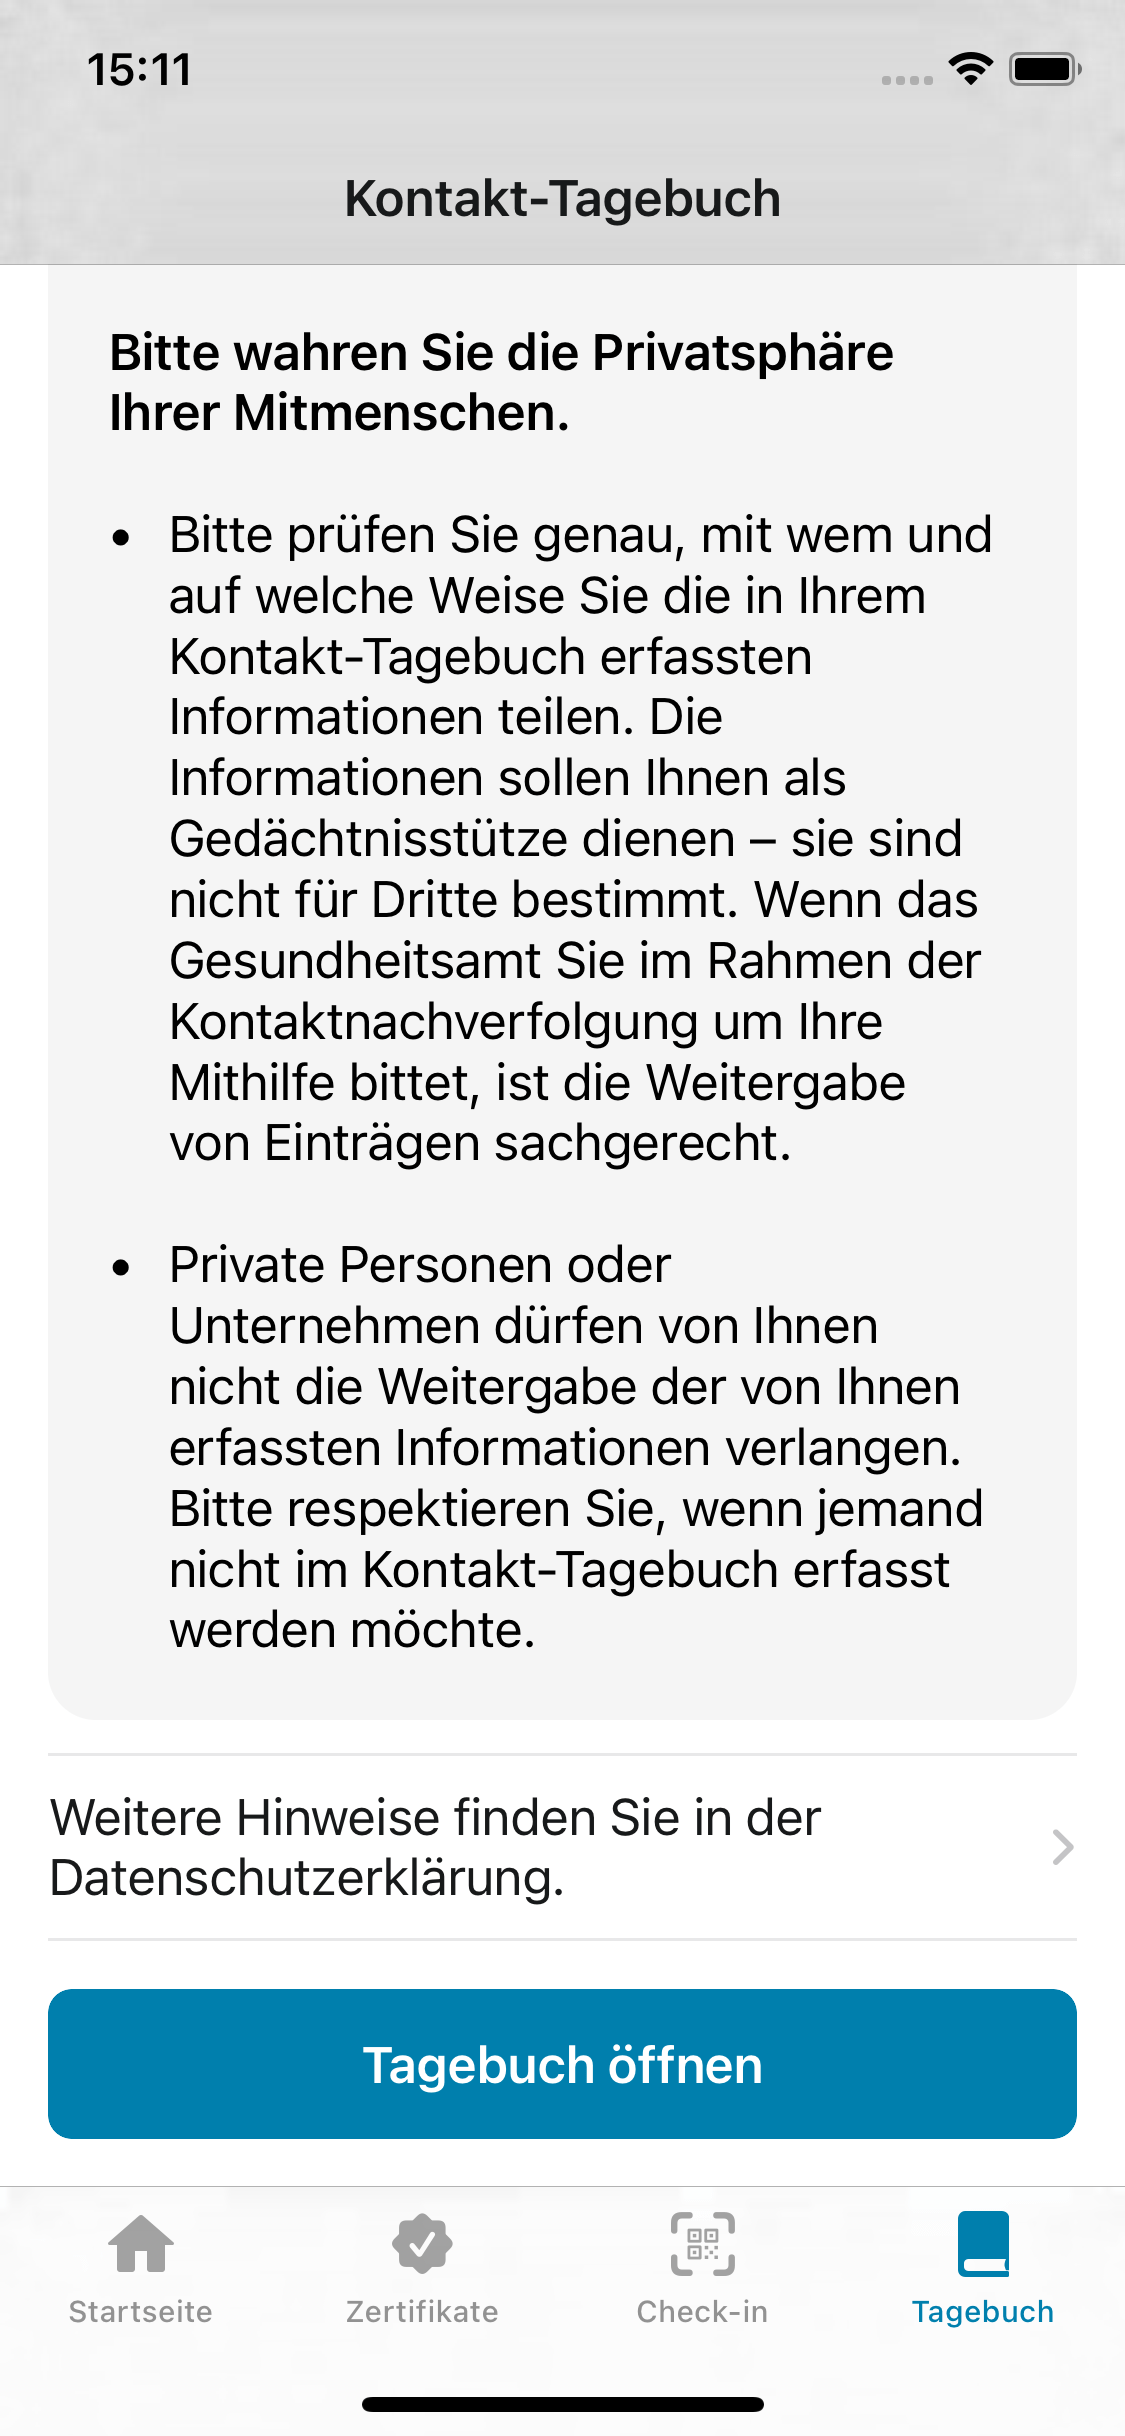 15:11
Kontakt-Tagebuch
Bitte wahren Sie die Privatsphäre
Ihrer Mitmenschen.
• Bitte prüfen Sie genau, mit wem und
auf welche Weise Sie die in Ihrem
Kontakt-Tagebuch erfassten
Informationen teilen. Die
Informationen sollen Ihnen als
Gedächtnisstütze dienen – sie sind
nicht für Dritte bestimmt. Wenn das
Gesundheitsamt Sie im Rahmen der
Kontaktnachverfolgung um Ihre
Mithilfe bittet, ist die Weitergabe
von Einträgen sachgerecht.
• Private Personen oder
Unternehmen dürfen von Ihnen
nicht die Weitergabe der von Ihnen
erfassten Informationen verlangen.
Bitte respektieren Sie, wenn jemand
nicht im Kontakt-Tagebuch erfasst
werden möchte.
Weitere Hinweise finden Sie in der
Datenschutzerklärung.
Tagebuch öffnen
Startseite
Zertifikate
Check-in
Tagebuch